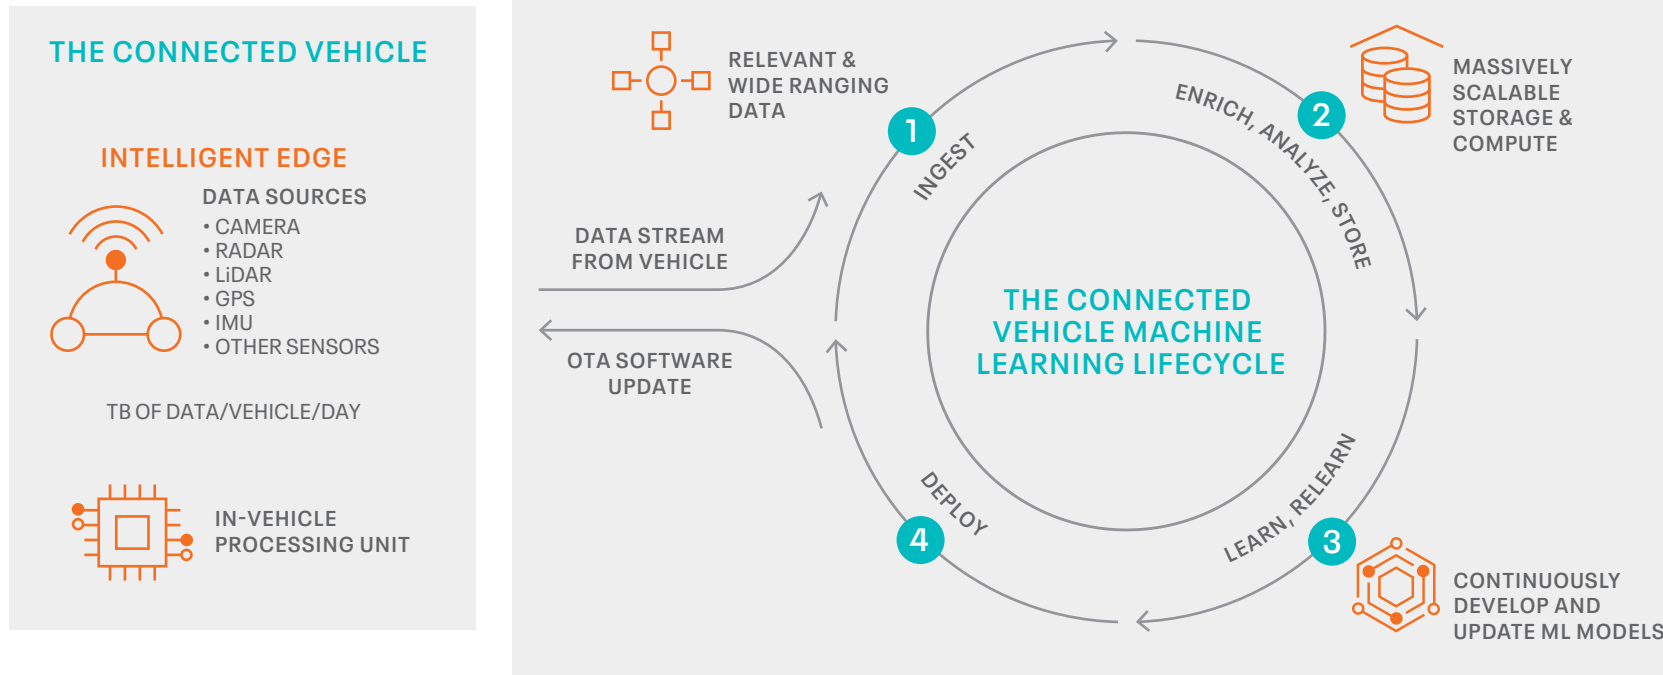 THE CONNECTED VEHICLE
INTELLIGENT EDGE
DATA SOURCES
• CAMERA
• RADAR
• LiDAR
• GPS
• IMU
• OTHER SENSORS
TB OF DATA/VEHICLE/DAY
IN-VEHICLE
PROCESSING UNIT
DATA STREAM
FROM VEHICLE
OTA SOFTWARE
UPDATE
RELEVANT &
WIDE RANGING
DATA
1
INGEST
2
ENRICH, ANALYZE, STORE
MASSIVELY
SCALABLE
STORAGE &
COMPUTE
THE CONNECTED
VEHICLE MACHINE
LEARNING LIFECYCLE
3
LEARN, RELEARN
CONTINUOUSLY
DEVELOP AND
UPDATE ML MODELS
4
DEPLOY